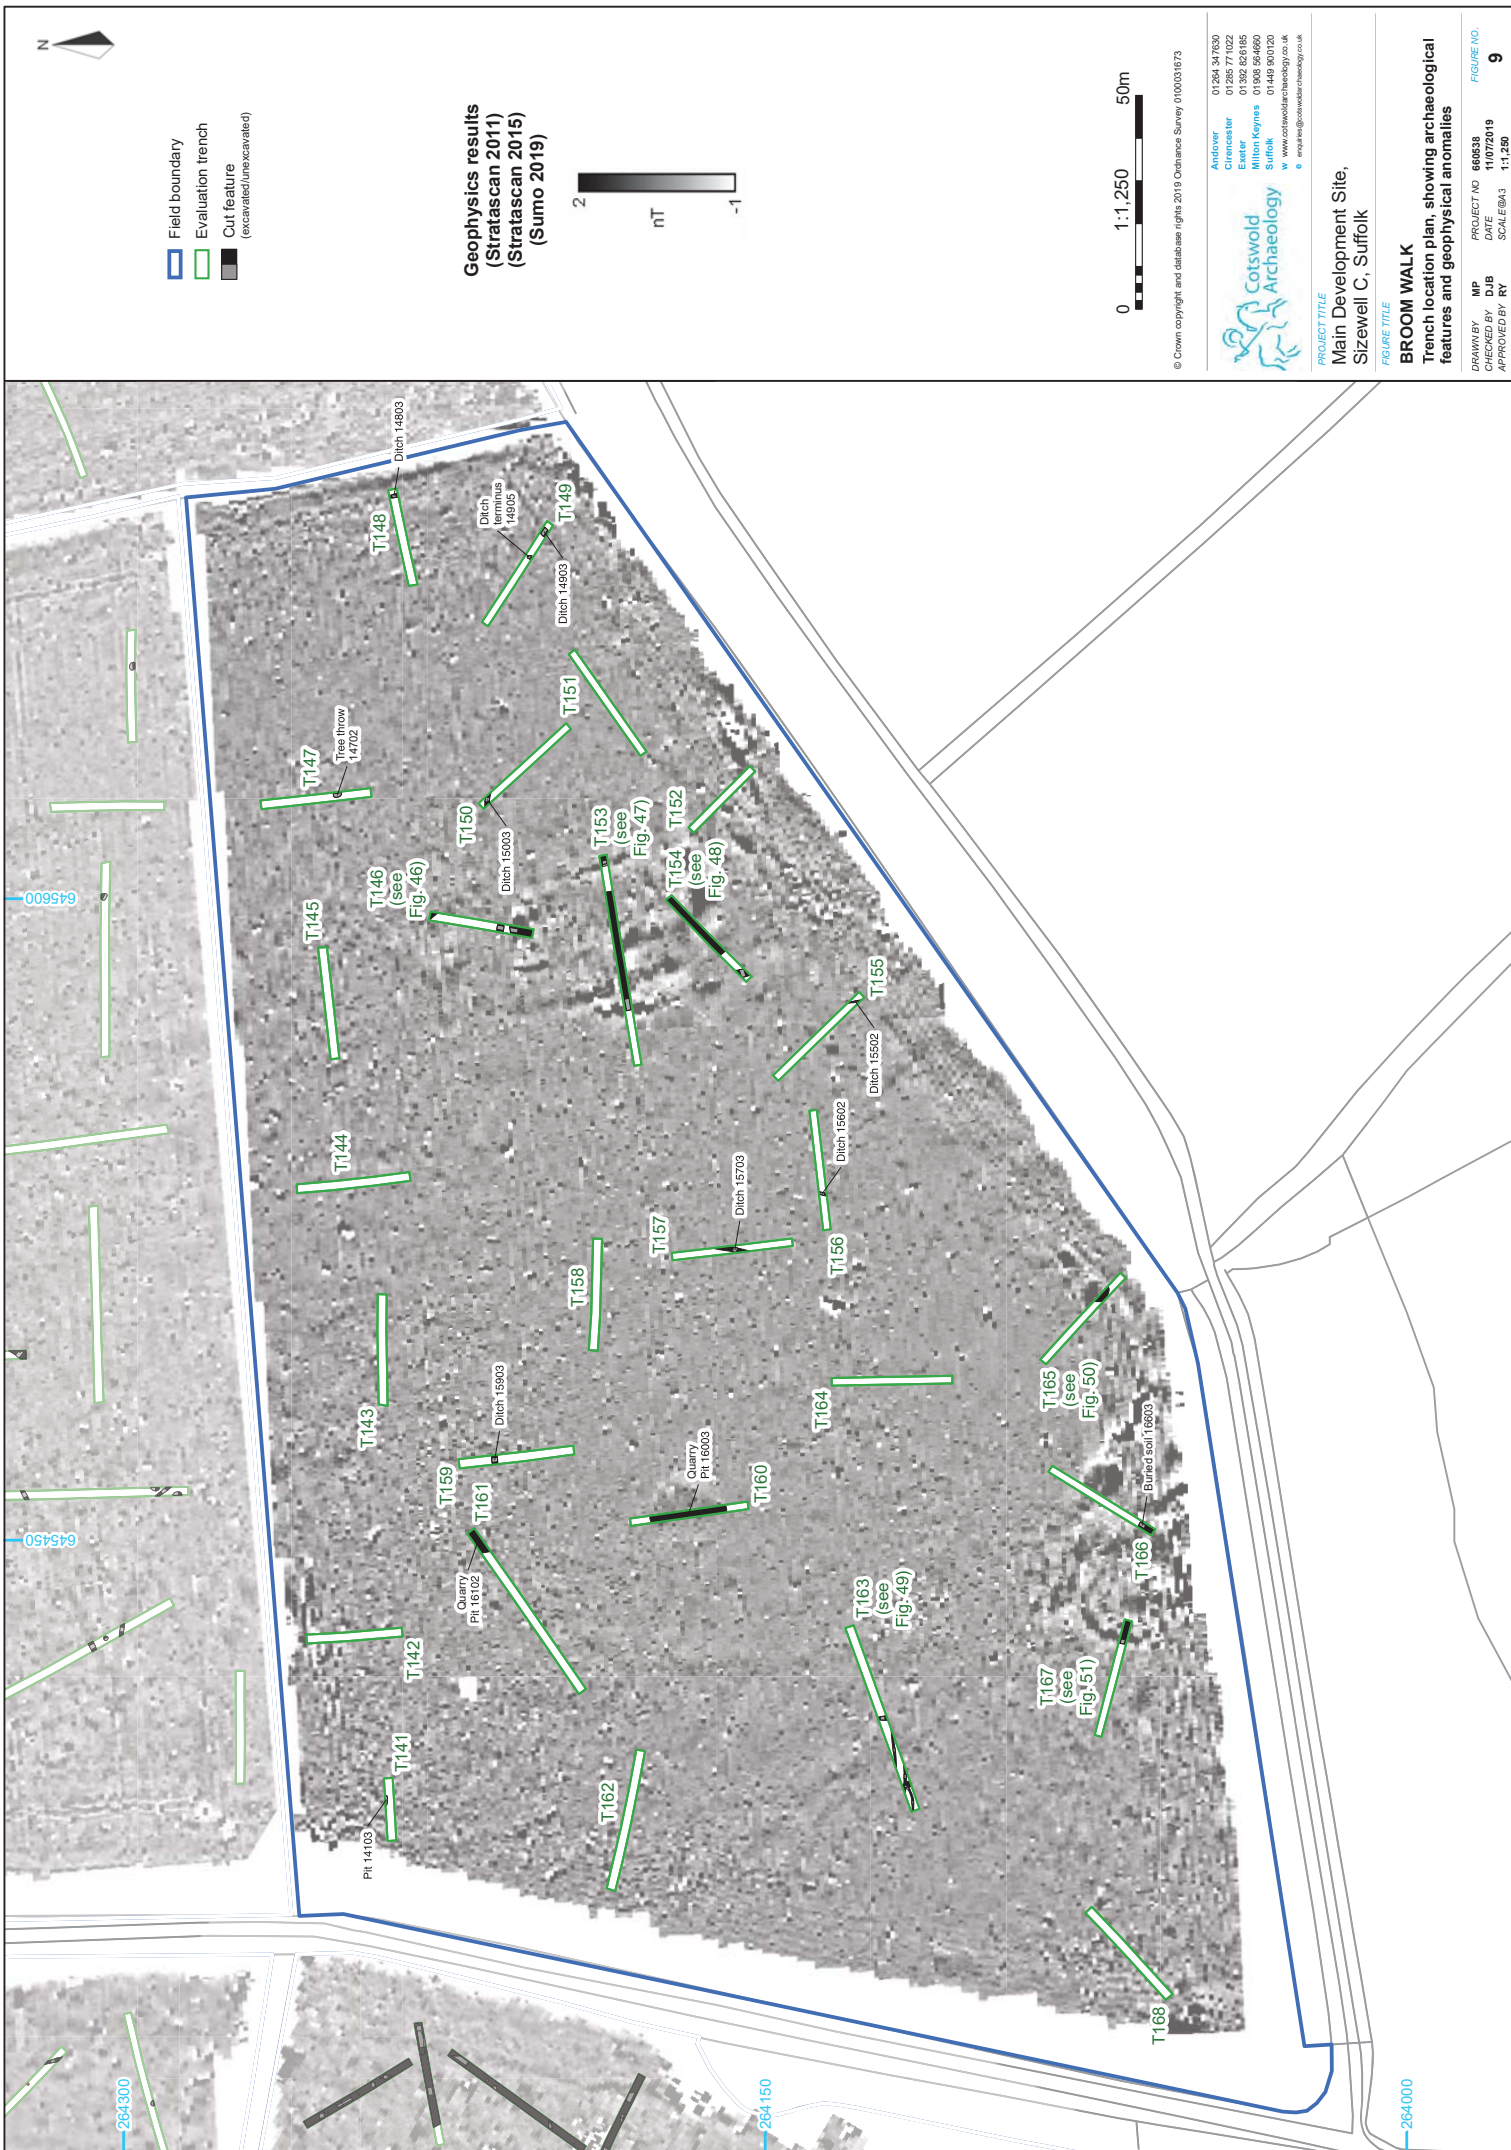 N
Field boundary
Evaluation trench
Cut feature
(excavated/unexcavated)
Geophysics results
(Stratascan 2011)
(Stratascan 2015)
(Sumo 2019)
2
nT
-1
0
1:1,250
50m
© Crown copyright and database rights 2019 Ordnance Survey 0100031673
Cotswold
Archaeology
Andover 01264 347630
Cirencester 01285 771022
Exeter 01392 826185
Milton Keynes 01908 564660
Suffolk 01449 900120
w www.cotswoldarchaeology.co.uk
e enquiries@cotswoldarchaeology.co.uk
PROJECT TITLE
Main Development Site,
Sizewell C, Suffolk
FIGURE TITLE
BROOM WALK
Trench location plan, showing archaeological
features and geophysical anomalies
DRAWN BY MP
CHECKED BY DJB
APPROVED BY RY
PROJECT NO 660538
DATE 11/07/2019
SCALE@A3 1:1,250
FIGURE NO.
9
645600
645450
264300
264150
264000
T141
Pit 14103
T142
T143
T144
T145
T146
(see
Fig. 46)
T147
Tree throw
14702
T148
Ditch 14803
T149
Ditch
terminus
14905
Ditch 14903
T150
Ditch 15003
T151
T152
T153
(see
Fig. 47)
T154
(see
Fig. 48)
T155
Ditch 15502
T156
Ditch 15602
T157
Ditch 15703
T158
T159
Ditch 15903
T160
Quarry
Pit 16003
T161
Quarry
Pit 16102
T162
T163
(see
Fig. 49)
T164
T165
(see
Fig. 50)
T166
Buried soil 16603
T167
(see
Fig. 51)
T168